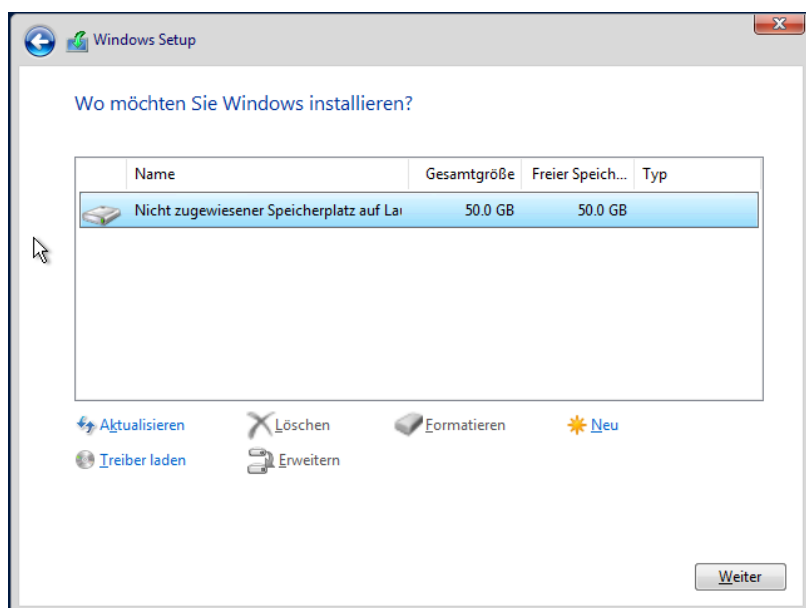 Windows Setup
Wo möchten Sie Windows installieren?
Name Gesamtgröße Freier Speich... Typ
Nicht zugewiesener Speicherplatz auf 50.0 GB 50.0 GB
Aktualisieren Löschen Formatieren Neu
Treiber laden Erweitern
Weiter